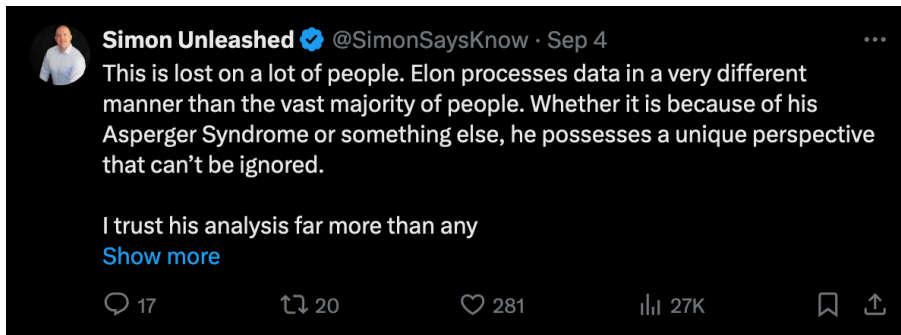 Simon Unleashed @SimonSaysKnow · Sep 4
This is lost on a lot of people. Elon processes data in a very different
manner than the vast majority of people. Whether it is because of his
Asperger Syndrome or something else, he possesses a unique perspective
that can’t be ignored.
I trust his analysis far more than any
Show more
17 20 281 27K